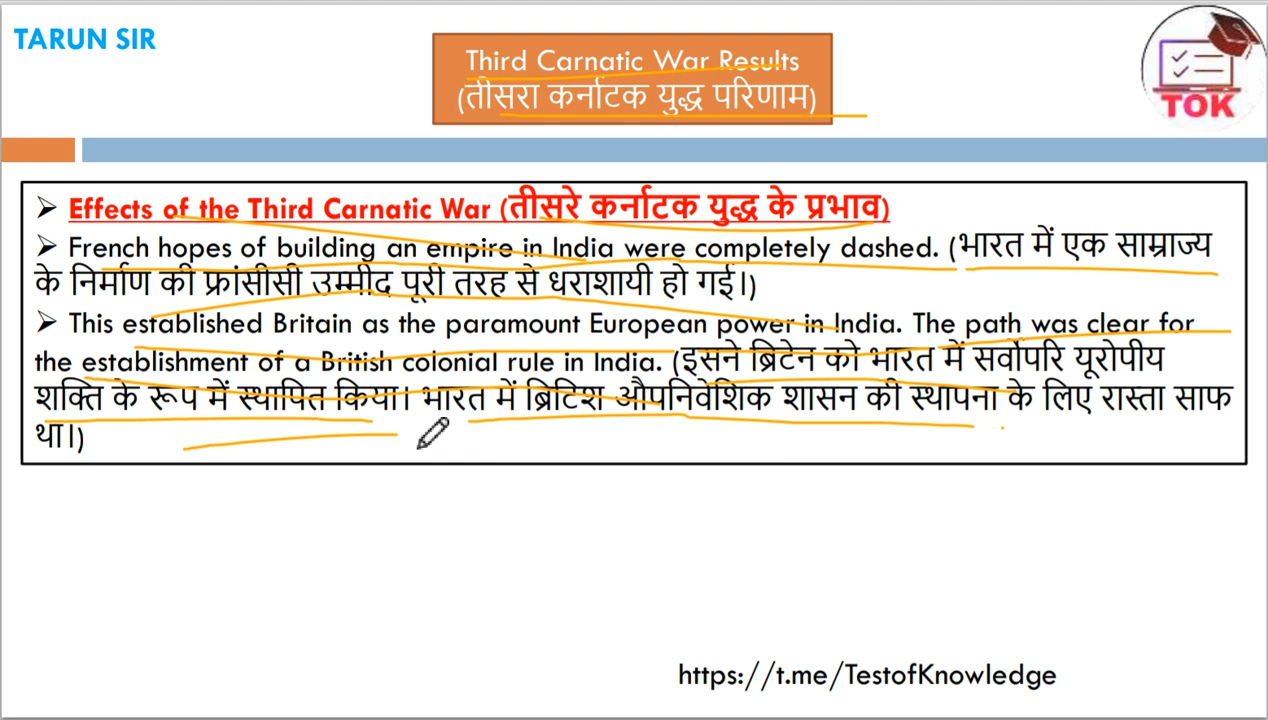 TARUN SIR
Third Carnatic War Results
(तीसरा कर्नाटक युद्ध परिणाम)
TOK
➢ Effects of the Third Carnatic War (तीसरे कर्नाटक युद्ध के प्रभाव)
➢ French hopes of building an empire in India were completely dashed. (भारत में एक साम्राज्य
के निर्माण की फ्रांसीसी उम्मीद पूरी तरह से धराशायी हो गई।)
➢ This established Britain as the paramount European power in India. The path was clear for
the establishment of a British colonial rule in India. (इसने ब्रिटेन को भारत में सर्वोपरि यूरोपीय
शक्ति के रूप में स्थापित किया। भारत में ब्रिटिश औपनिवेशिक शासन की स्थापना के लिए रास्ता साफ
था।)
https://t.me/TestofKnowledge